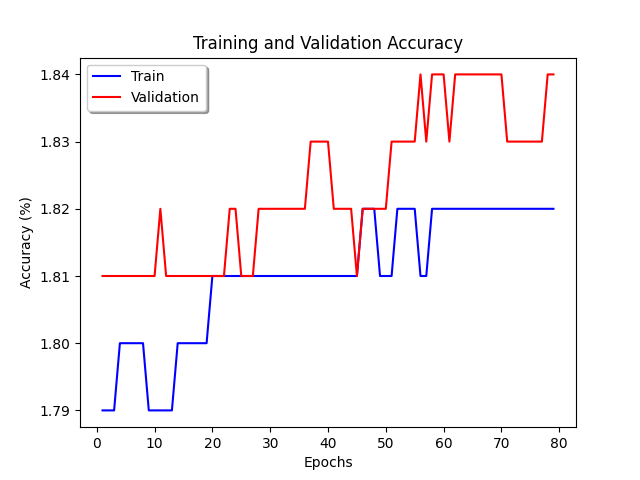 Training and Validation Accuracy
Train
Validation
1.84
1.83
1.82
1.81
1.80
1.79
Accuracy (%)
0 10 20 30 40 50 60 70 80
Epochs